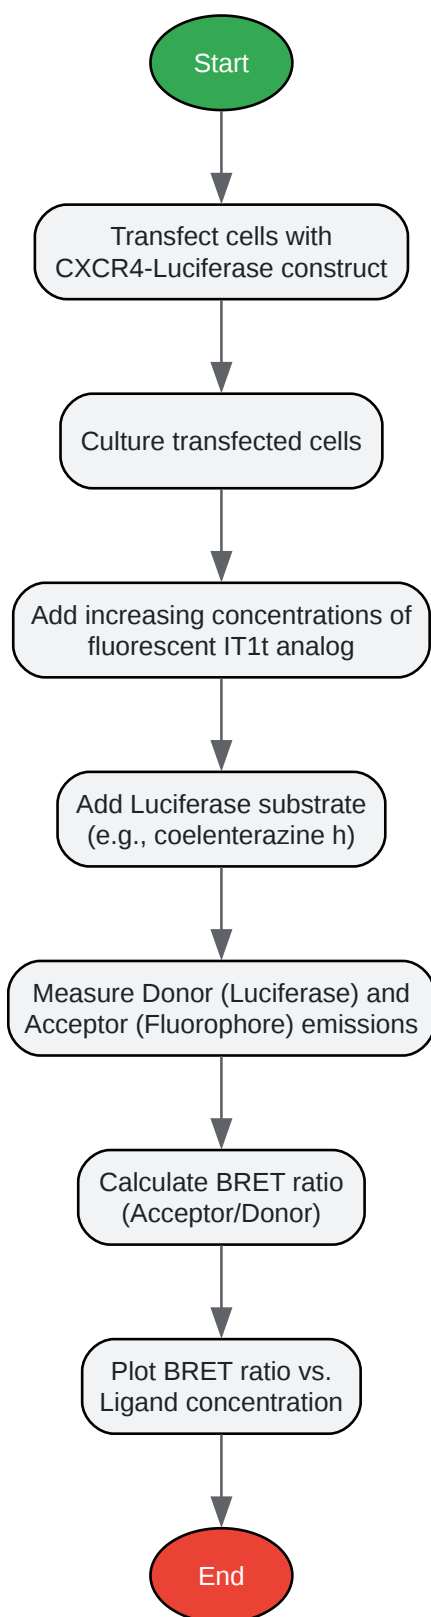 Start
Transfect cells with
CXCR4-Luciferase construct
Culture transfected cells
Add increasing concentrations of
fluorescent IT1t analog
Add Luciferase substrate
(e.g., coelenterazine h)
Measure Donor (Luciferase) and
Acceptor (Fluorophore) emissions
Calculate BRET ratio
(Acceptor/Donor)
Plot BRET ratio vs.
Ligand concentration
End